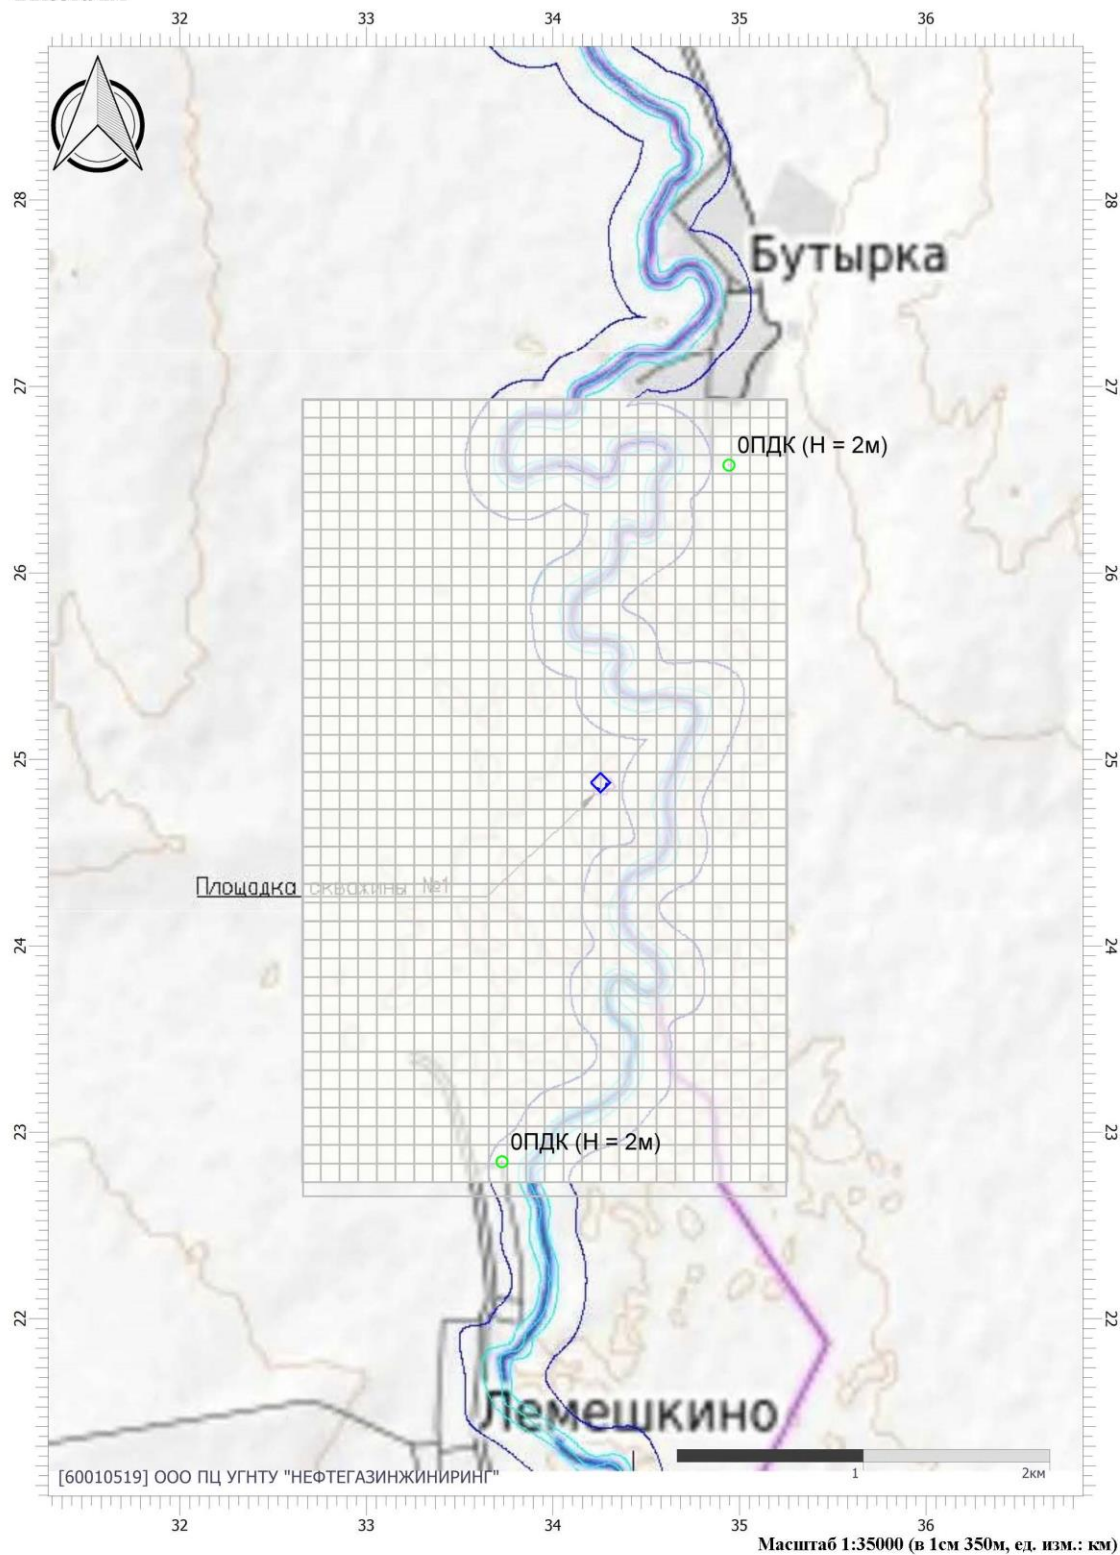 32 33 34 35 36
28 28
Бутырка
27 27
0ПДК (Н = 2м)
26 26
25 25
Площадка скважины №1
24 24
23 23
0ПДК (Н = 2м)
22 22
Лемешкино
[60010519] ООО ПЦ УГНТУ "НЕФТЕГАЗИНЖИНИРИНГ"
1 2км
32 33 34 35 36
Масштаб 1:35000 (в 1см 350м, ед. изм.: км)